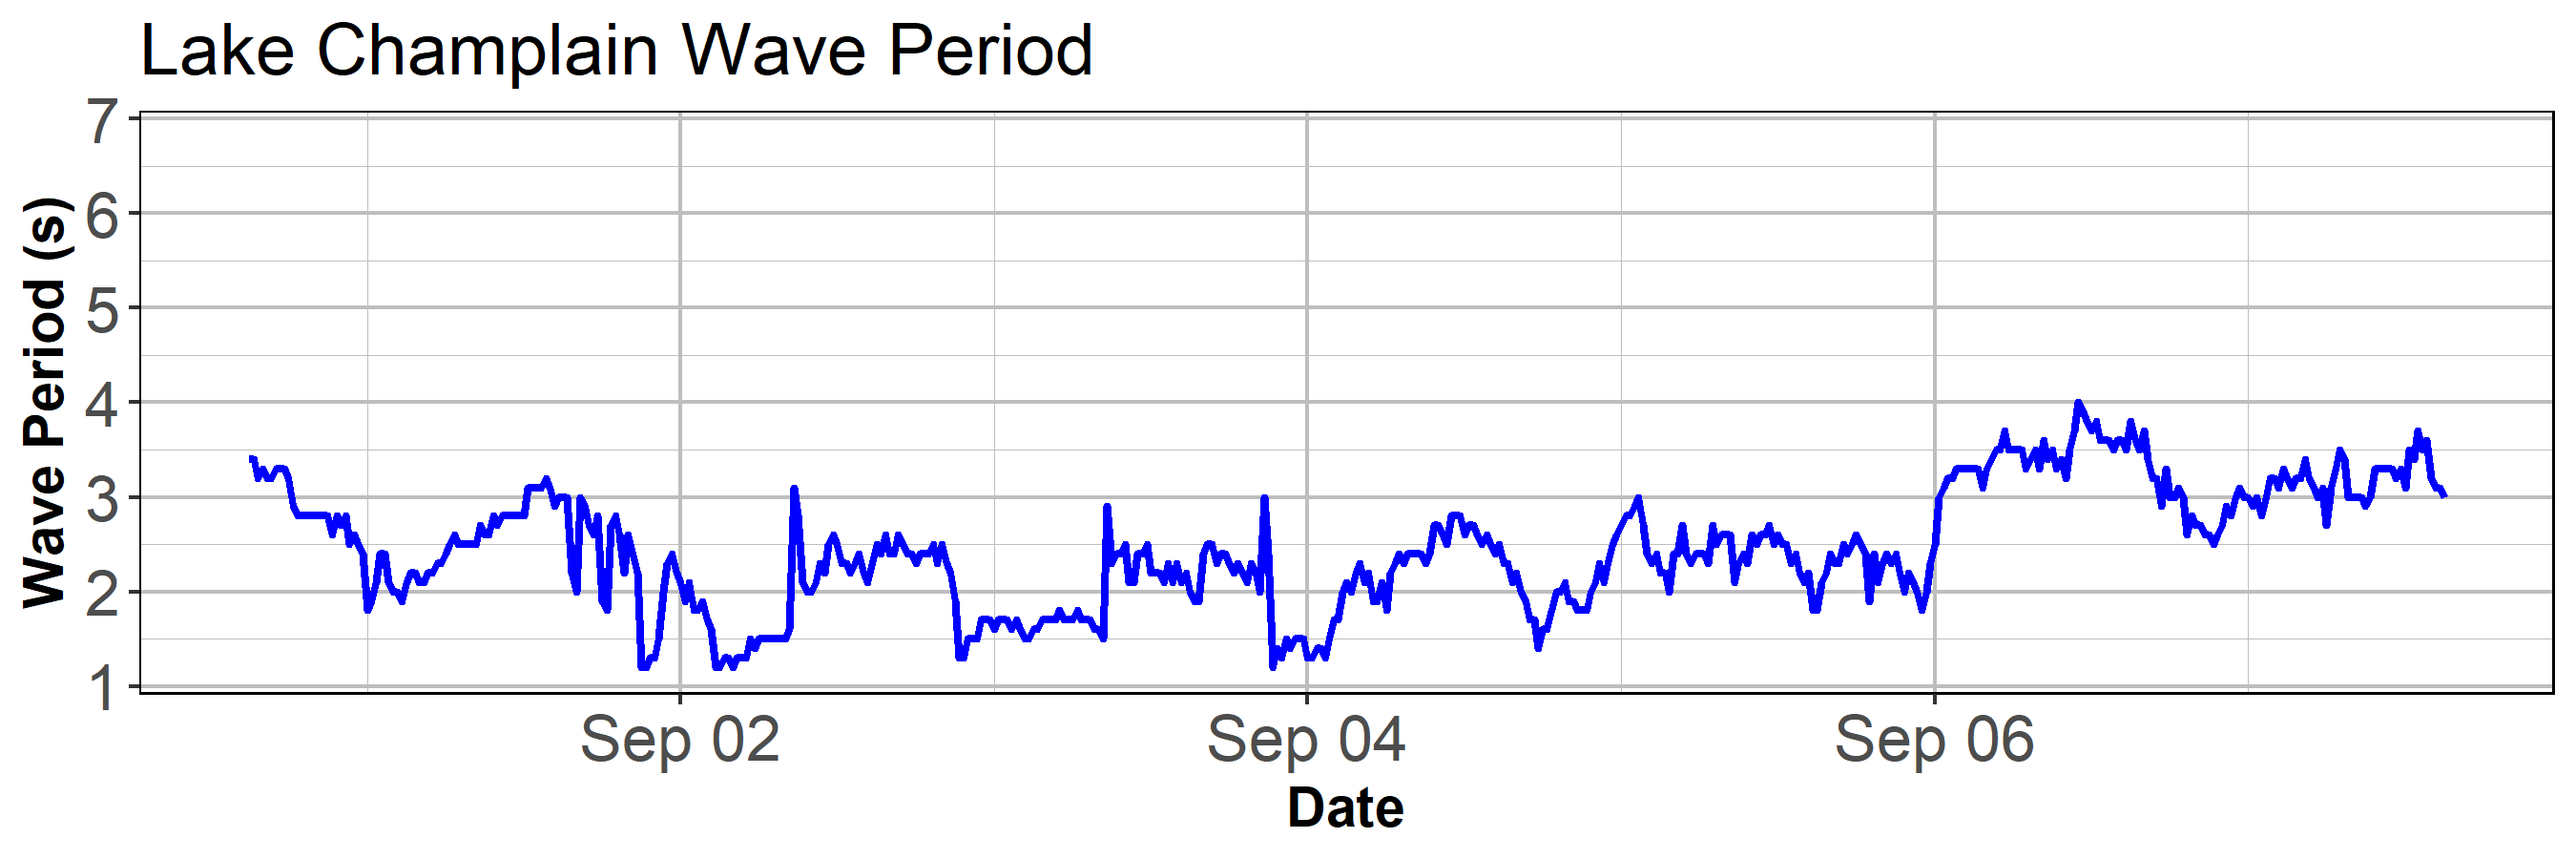 Lake Champlain Wave Period
Wave Period (s)
7
6
5
4
3
2
1
Sep 02
Sep 04
Sep 06
Date